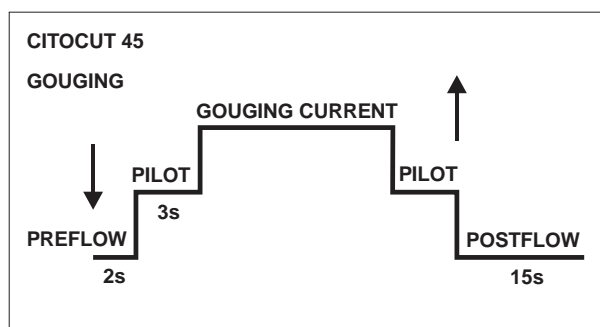 CITOCUT 45
GOUGING
GOUGING CURRENT
PILOT
PILOT
3s
PREFLOW
POSTFLOW
2s
15s